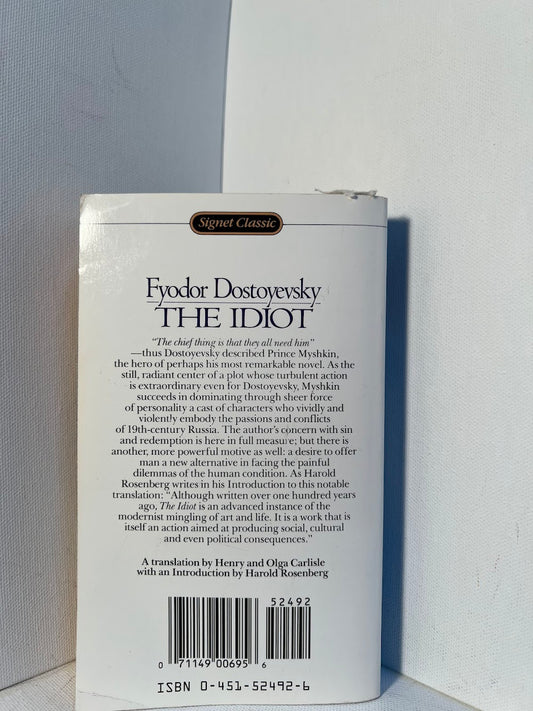 Signet Classic
Fyodor Dostoyevsky
THE IDIOT
“The chief thing is that they all need him”
—thus Dostoyevsky described Prince Myshkin,
the hero of perhaps his most remarkable novel. As the
still, radiant center of a plot whose turbulent action
is extraordinary even for Dostoyevsky, Myshkin
succeeds in dominating through sheer force
of personality a cast of characters who vividly and
violently embody the passions and conflicts
of 19th-century Russia. The author's concern with sin
and redemption is here in full measure; but there is
another, more powerful motive as well: a desire to offer
man a new alternative in facing the painful
dilemmas of the human condition. As Harold
Rosenberg writes in his Introduction to this notable
translation: “Although written over one hundred years
ago, The Idiot is an advanced instance of the
modernist mingling of art and life. It is a work that is
itself an action aimed at producing social, cultural
and even political consequences.”
A translation by Henry and Olga Carlisle
with an Introduction by Harold Rosenberg
52492
0 71149 00695 6
ISBN 0-451-52492-6